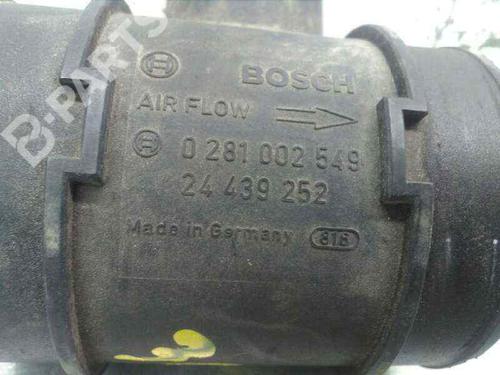 B-PARTS
BOSCH
AIR FLOW
0 281 002 549
24 439 252
Made in Germany 818